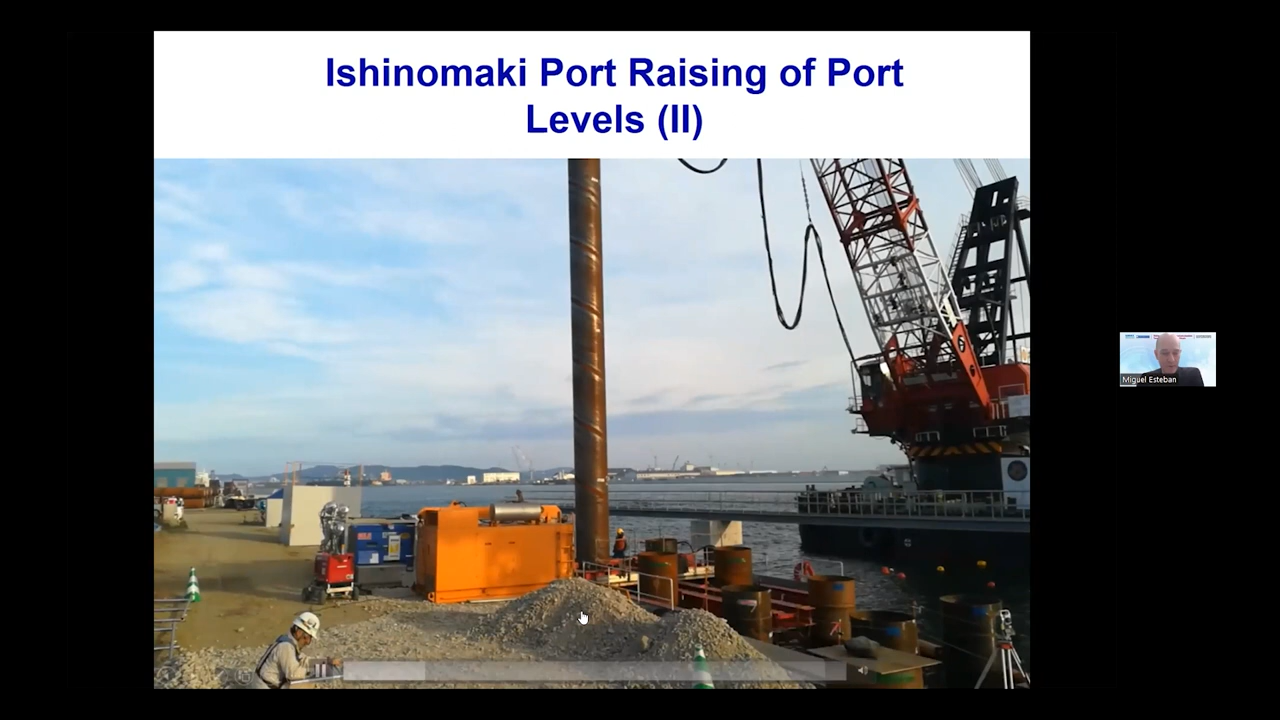 Ishinomaki Port Raising of Port
Levels (II)
Miguel Esteban